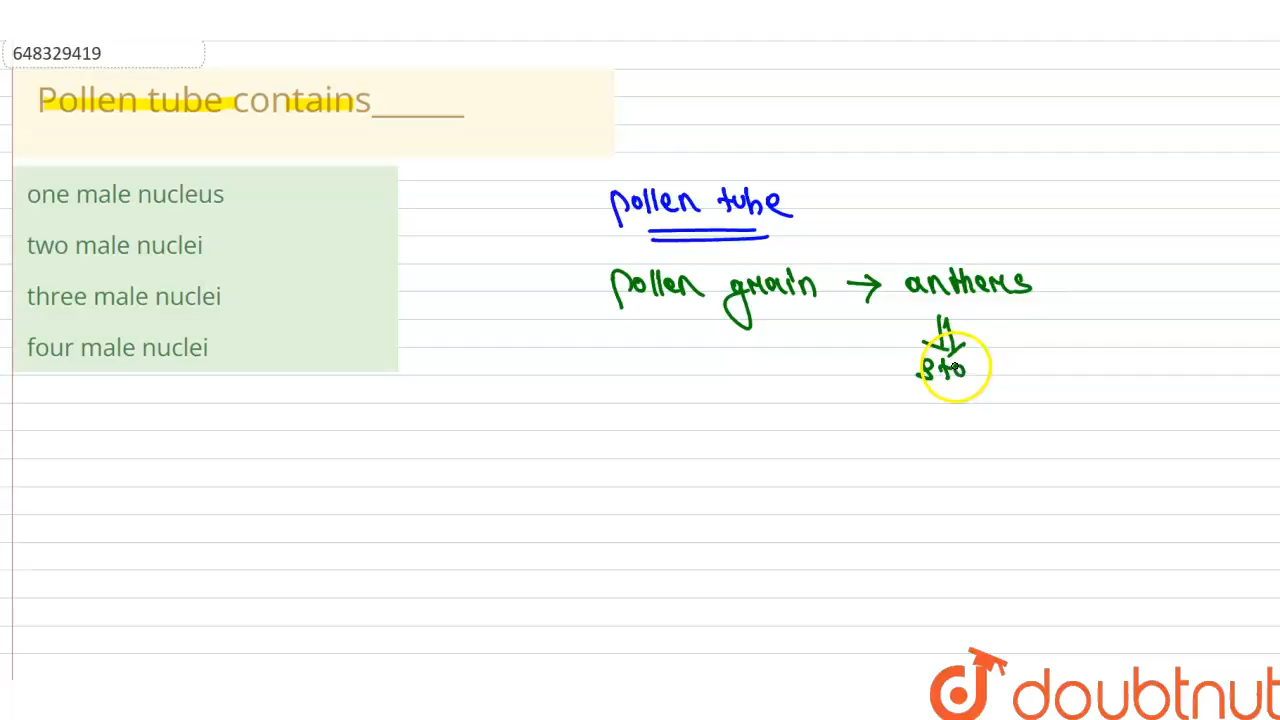 648329419
Pollen tube contains______
one male nucleus
two male nuclei
three male nuclei
four male nuclei
pollen tube
pollen grain → anthers
sto
doubtnut